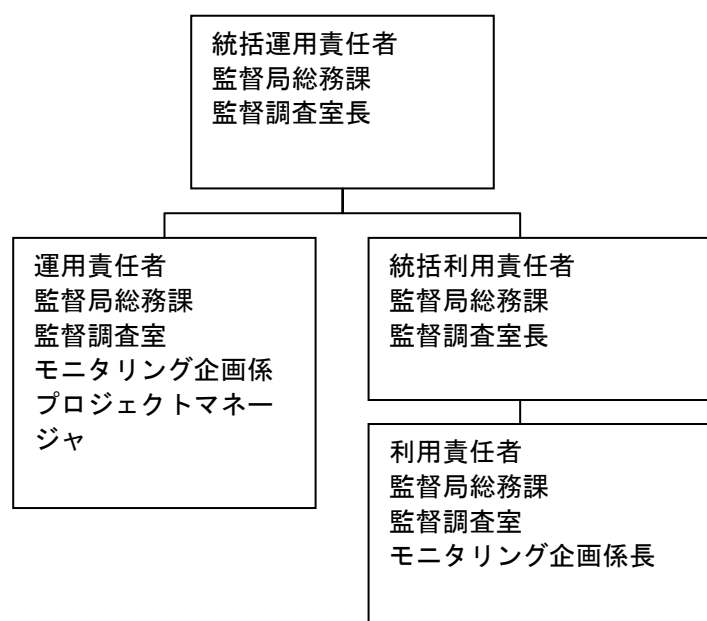 統括運用責任者
監督局総務課
監督調査室長
運用責任者
監督局総務課
監督調査室
モニタリング企画係
プロジェクトマネー
ジャ
統括利用責任者
監督局総務課
監督調査室長
利用責任者
監督局総務課
監督調査室
モニタリング企画係長